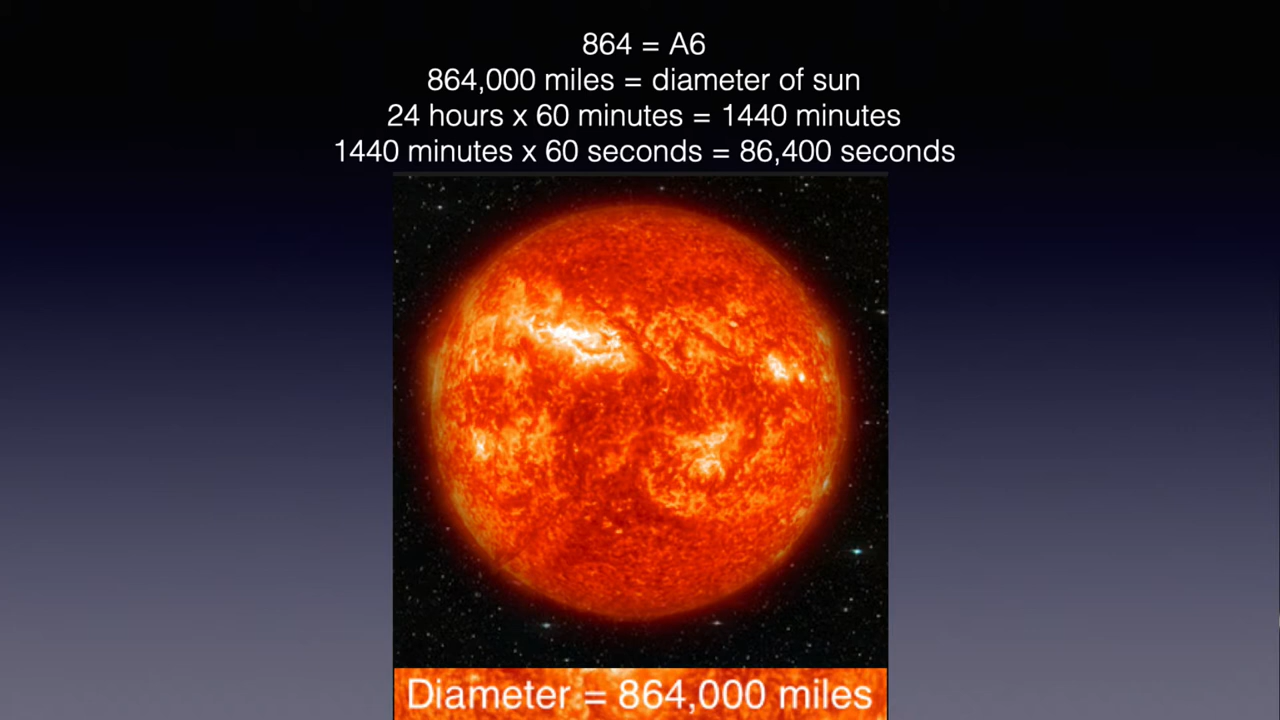 864 = A6
864,000 miles = diameter of sun
24 hours x 60 minutes = 1440 minutes
1440 minutes x 60 seconds = 86,400 seconds
Diameter = 864,000 miles